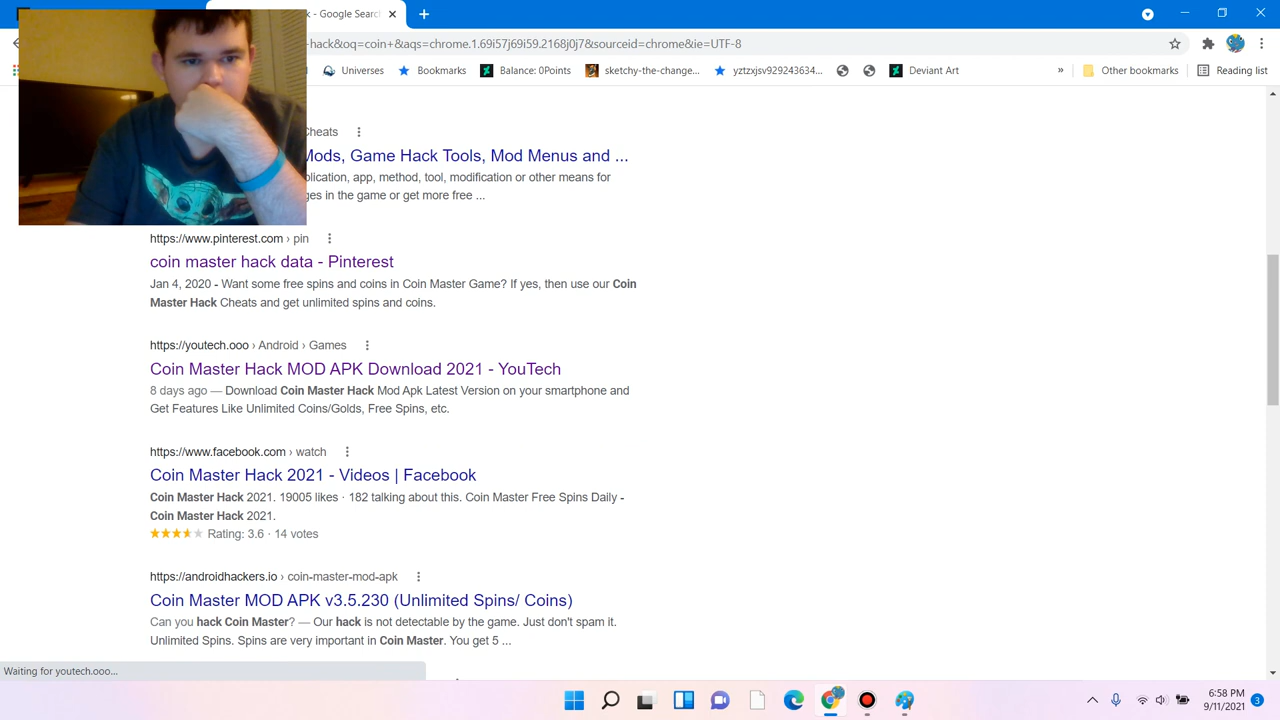 k - Google Search
-hack&oq=coin+&aqs=chrome.1.69i57j69i59.2168j0j7&sourceid=chrome&ie=UTF-8
Universes
Bookmarks
Balance: 0Points
sketchy-the-change...
yztzxjsv929243634...
Deviant Art
»
Other bookmarks
Reading list
Cheats
Mods, Game Hack Tools, Mod Menus and ...
plication, app, method, tool, modification or other means for
ges in the game or get more free ...
https://www.pinterest.com › pin
coin master hack data - Pinterest
Jan 4, 2020 - Want some free spins and coins in Coin Master Game? If yes, then use our Coin
Master Hack Cheats and get unlimited spins and coins.
https://youtech.ooo › Android › Games
Coin Master Hack MOD APK Download 2021 - YouTech
8 days ago — Download Coin Master Hack Mod Apk Latest Version on your smartphone and
Get Features Like Unlimited Coins/Golds, Free Spins, etc.
https://www.facebook.com › watch
Coin Master Hack 2021 - Videos | Facebook
Coin Master Hack 2021. 19005 likes · 182 talking about this. Coin Master Free Spins Daily -
Coin Master Hack 2021.
Rating: 3.6 · 14 votes
https://androidhackers.io › coin-master-mod-apk
Coin Master MOD APK v3.5.230 (Unlimited Spins/ Coins)
Can you hack Coin Master? — Our hack is not detectable by the game. Just don't spam it.
Unlimited Spins. Spins are very important in Coin Master. You get 5 ...
Waiting for youtech.ooo...
6:58 PM
9/11/2021
3